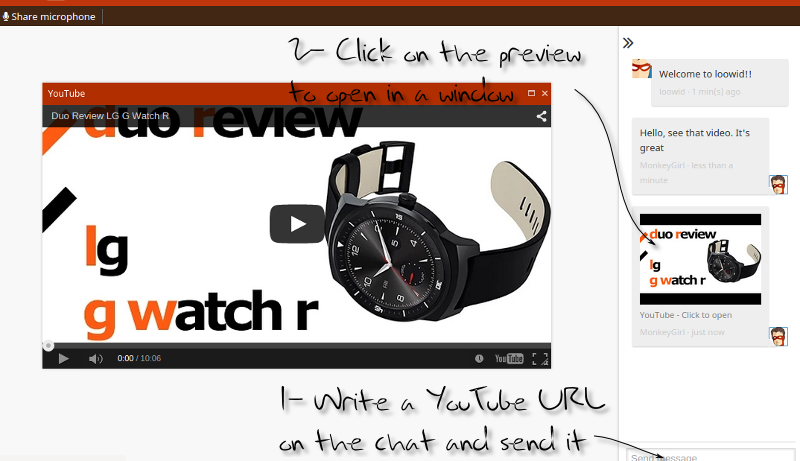 Share microphone
2- Click on the preview
to open in a window
YouTube
Duo Review LG G Watch R
duo review
lg
g watch r
0:00 / 10:06
YouTube
1- Write a YouTube URL
on the chat and send it
Welcome to loowid!!
loowid - 1 min(s) ago
Hello, see that video. It's
great
MonkeyGirl - less than a
minute
duo review
lg
g watch r
YouTube - Click to open
MonkeyGirl - just now
Send message